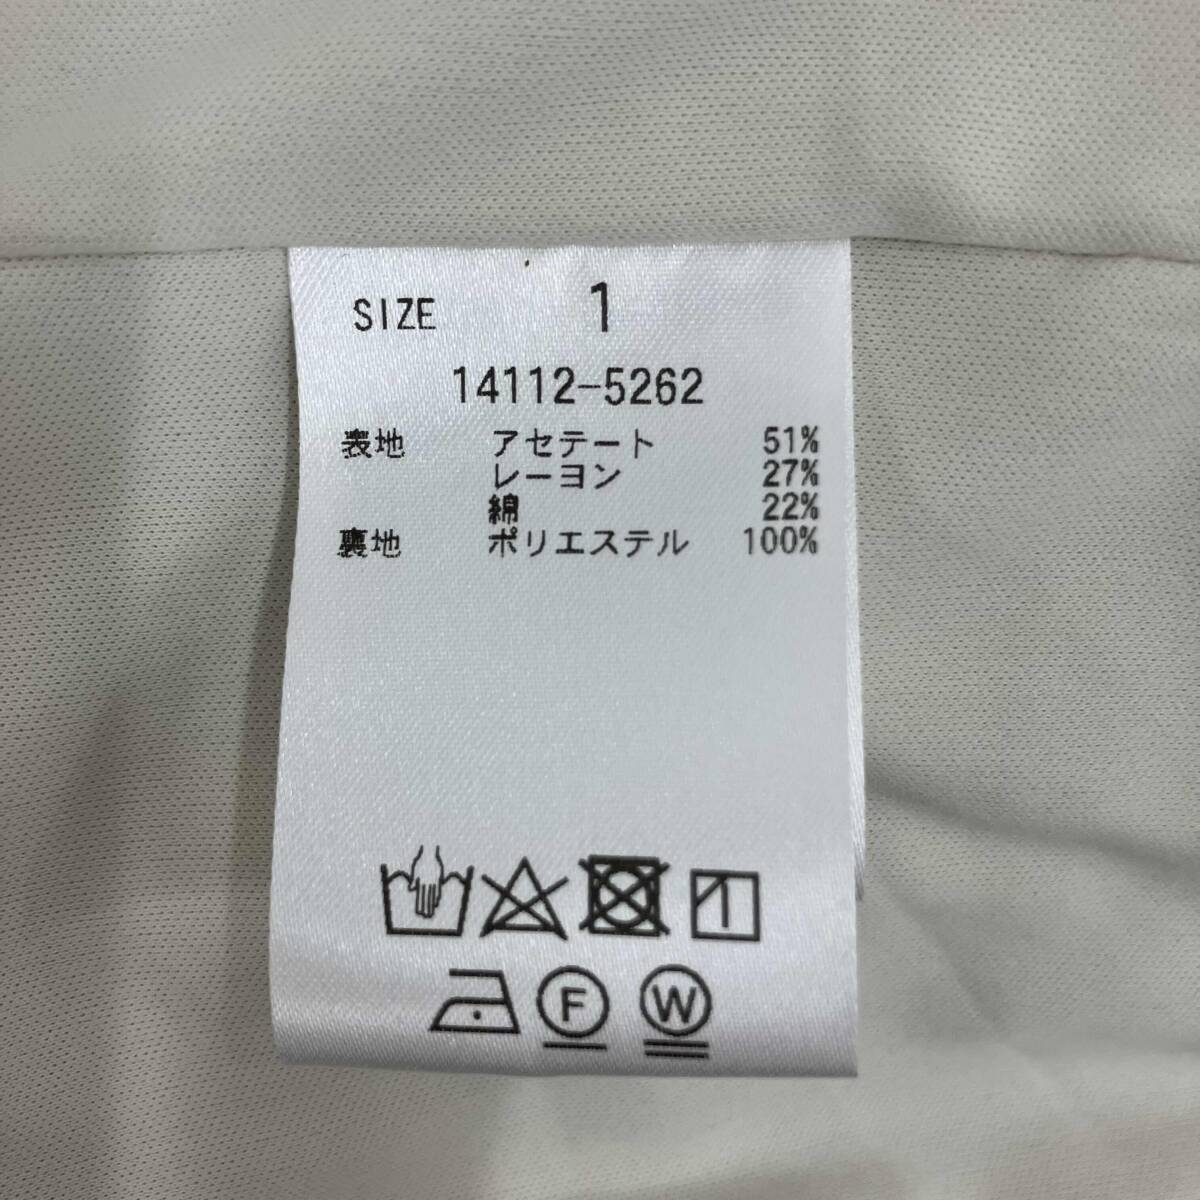 SIZE 1
14112-5262
表地 アセテート 51%
レーヨン 27%
綿 22%
裏地 ポリエステル 100%
F W